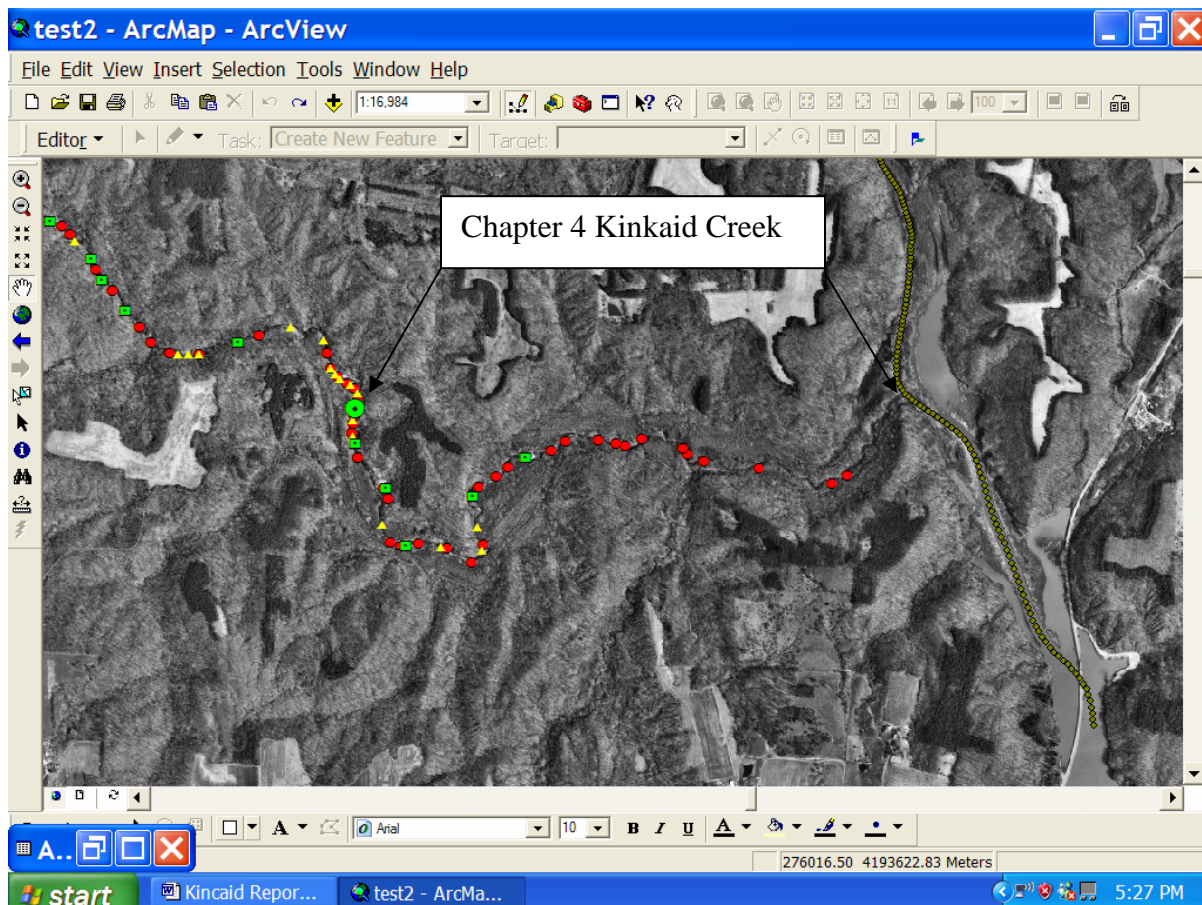 test2 - ArcMap - ArcView
File Edit View Insert Selection Tools Window Help
1:16,984
100
Editor Task: Create New Feature Target:
Chapter 4 Kinkaid Creek
A Arial 10 B I U A
276016.50 4193622.83 Meters
A..
start Kincaid Repor... test2 - ArcMa... 5:27 PM